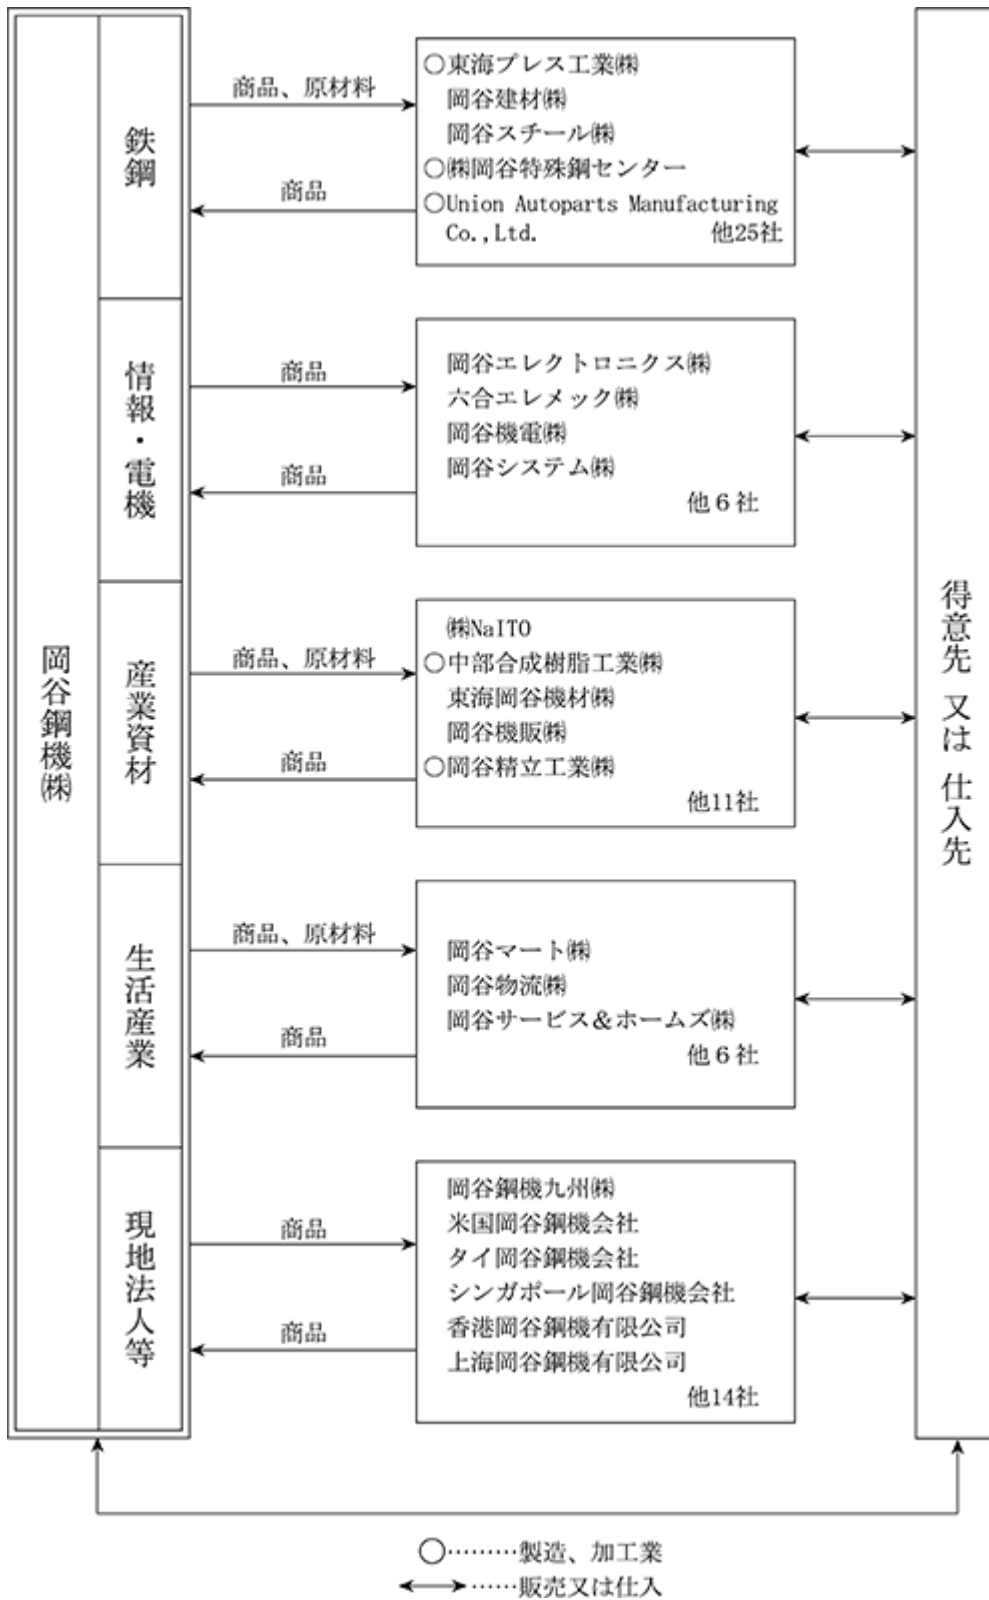 岡谷鋼機㈱
鉄鋼
商品、原材料
商品
○東海プレス工業㈱
岡谷建材㈱
岡谷スチール㈱
○㈱岡谷特殊鋼センター
○Union Autoparts Manufacturing
Co.,Ltd. 他25社
情報・電機
商品
商品
岡谷エレクトロニクス㈱
六合エレメック㈱
岡谷機電㈱
岡谷システム㈱
他６社
産業資材
商品、原材料
商品
㈱NaITO
○中部合成樹脂工業㈱
東海岡谷機材㈱
岡谷機販㈱
○岡谷精立工業㈱
他11社
生活産業
商品、原材料
商品
岡谷マート㈱
岡谷物流㈱
岡谷サービス＆ホームズ㈱
他６社
現地法人等
商品
商品
岡谷鋼機九州㈱
米国岡谷鋼機会社
タイ岡谷鋼機会社
シンガポール岡谷鋼機会社
香港岡谷鋼機有限公司
上海岡谷鋼機有限公司
他14社
得意先 又は 仕入先
○………製造、加工業
←→……販売又は仕入